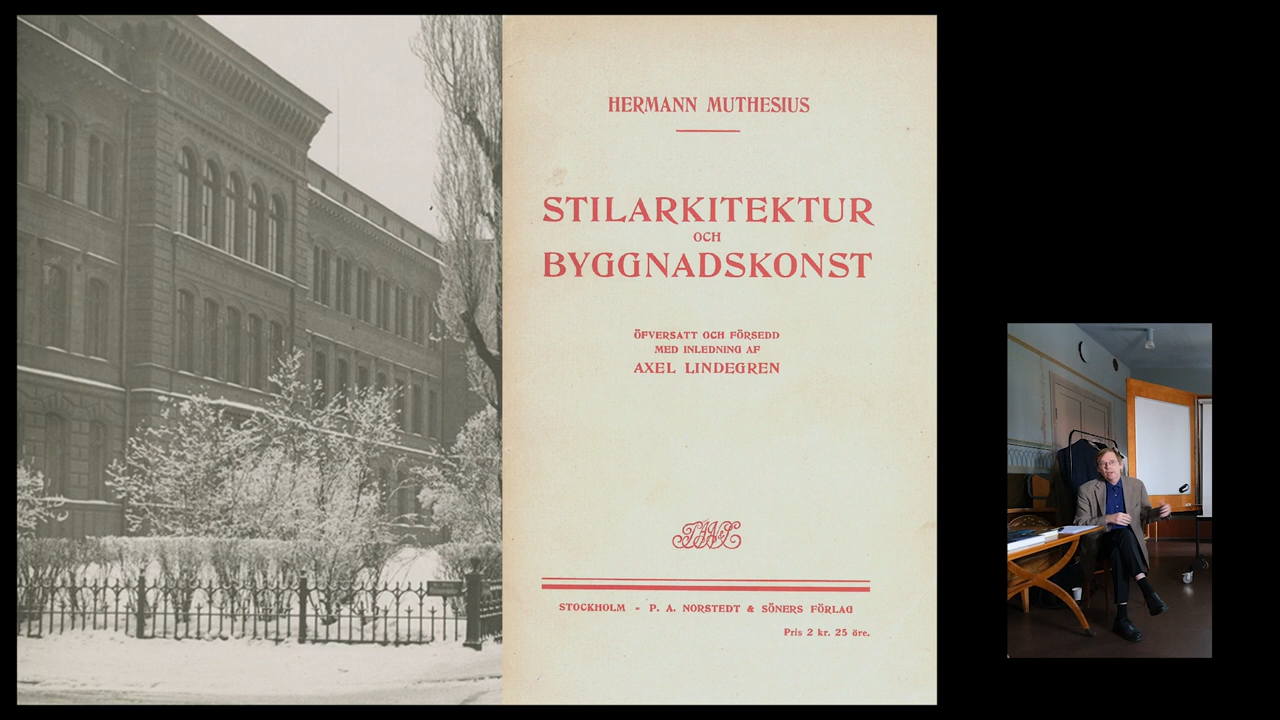 HERMANN MUTHESIUS
STILARKITEKTUR
OCH
BYGGNADSKONST
ÖFVERSATT OCH FÖRSEDD
MED INLEDNING AF
AXEL LINDEGREN
STOCKHOLM - P. A. NORSTEDT & SÖNERS FÖRLAG
Pris 2 kr. 25 öre.